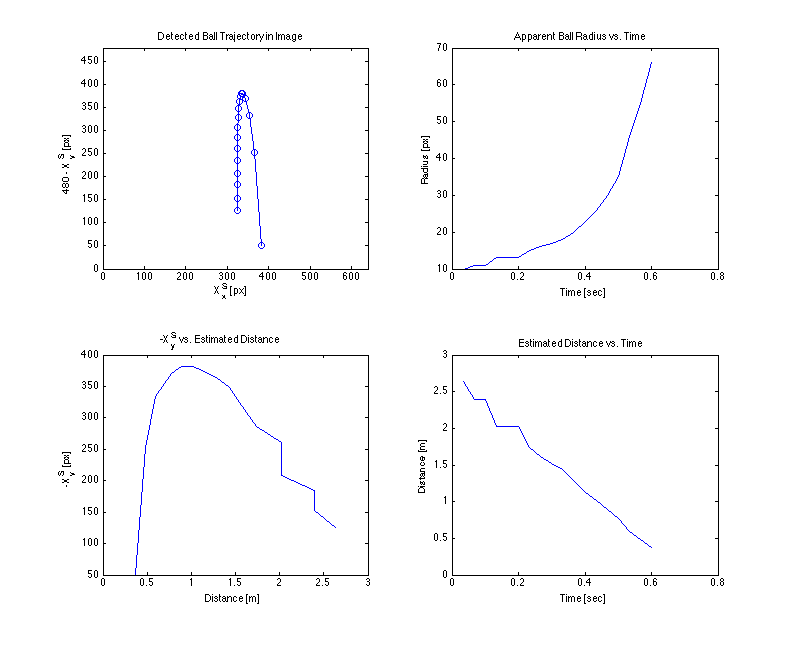 Detected Ball Trajectory in Image
480 - X_y^S [px]
450
400
350
300
250
200
150
100
50
0
0 100 200 300 400 500 600
X_x^S [px]
Apparent Ball Radius vs. Time
Radius [px]
70
60
50
40
30
20
10
0 0.2 0.4 0.6 0.8
Time [sec]
-X_y^S vs. Estimated Distance
-X_y^S [px]
400
350
300
250
200
150
100
50
0 0.5 1 1.5 2 2.5 3
Distance [m]
Estimated Distance vs. Time
Distance [m]
3
2.5
2
1.5
1
0.5
0
0 0.2 0.4 0.6 0.8
Time [sec]